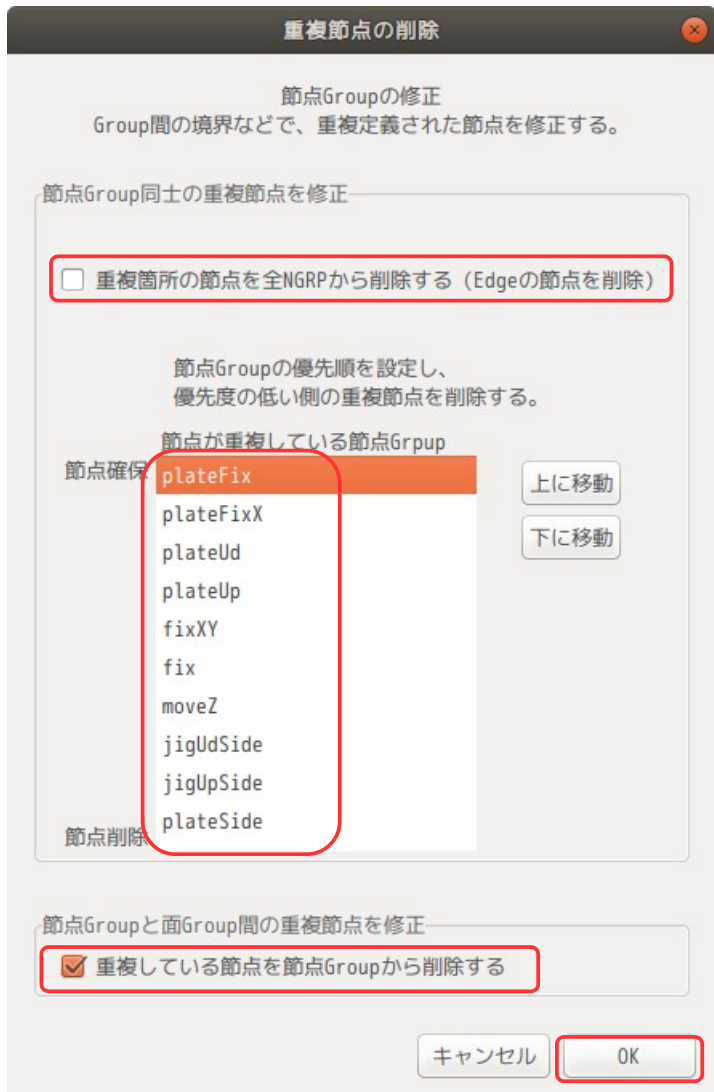 重複節点の削除
節点Groupの修正
Group間の境界などで、重複定義された節点を修正する。
節点Group同士の重複節点を修正
重複箇所の節点を全NGRPから削除する (Edgeの節点を削除)
節点Groupの優先順を設定し、
優先度の低い側の重複節点を削除する。
節点が重複している節点Grpup
節点確保
plateFix
plateFixX
plateUd
plateUp
fixXY
fix
moveZ
jigUdSide
jigUpSide
plateSide
節点削除
上に移動
下に移動
節点Groupと面Group間の重複節点を修正
重複している節点を節点Groupから削除する
キャンセル
OK